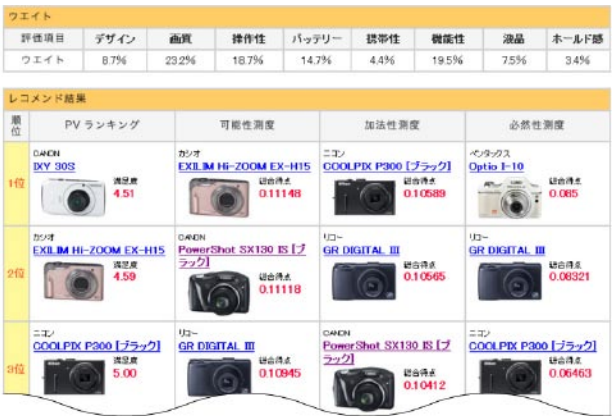 ウエイト
評価項目 デザイン 画質 操作性 バッテリー 携帯性 機能性 液晶 ホールド感
ウエイト 8.7% 23.2% 18.7% 14.7% 4.4% 19.5% 7.5% 3.4%
レコメンド結果
順位 PVランキング 可能性測度 加法性測度 必然性測度
1位
CANON
IXY 30S
満足度
4.51
カシオ
EXILIM Hi-ZOOM EX-H15
総合得点
0.11148
ニコン
COOLPIX P300 [ブラック]
総合得点
0.10589
ペンタックス
Optio I-10
総合得点
0.085
2位
カシオ
EXILIM Hi-ZOOM EX-H15
満足度
4.59
CANON
PowerShot SX130 IS [ブ
ラック]
総合得点
0.11118
リコー
GR DIGITAL III
総合得点
0.10565
リコー
GR DIGITAL III
総合得点
0.08321
3位
ニコン
COOLPIX P300 [ブラック]
満足度
5.00
リコー
GR DIGITAL III
総合得点
0.10945
CANON
PowerShot SX130 IS [ブ
ラック]
総合得点
0.10412
ニコン
COOLPIX P300 [ブラック]
総合得点
0.06463